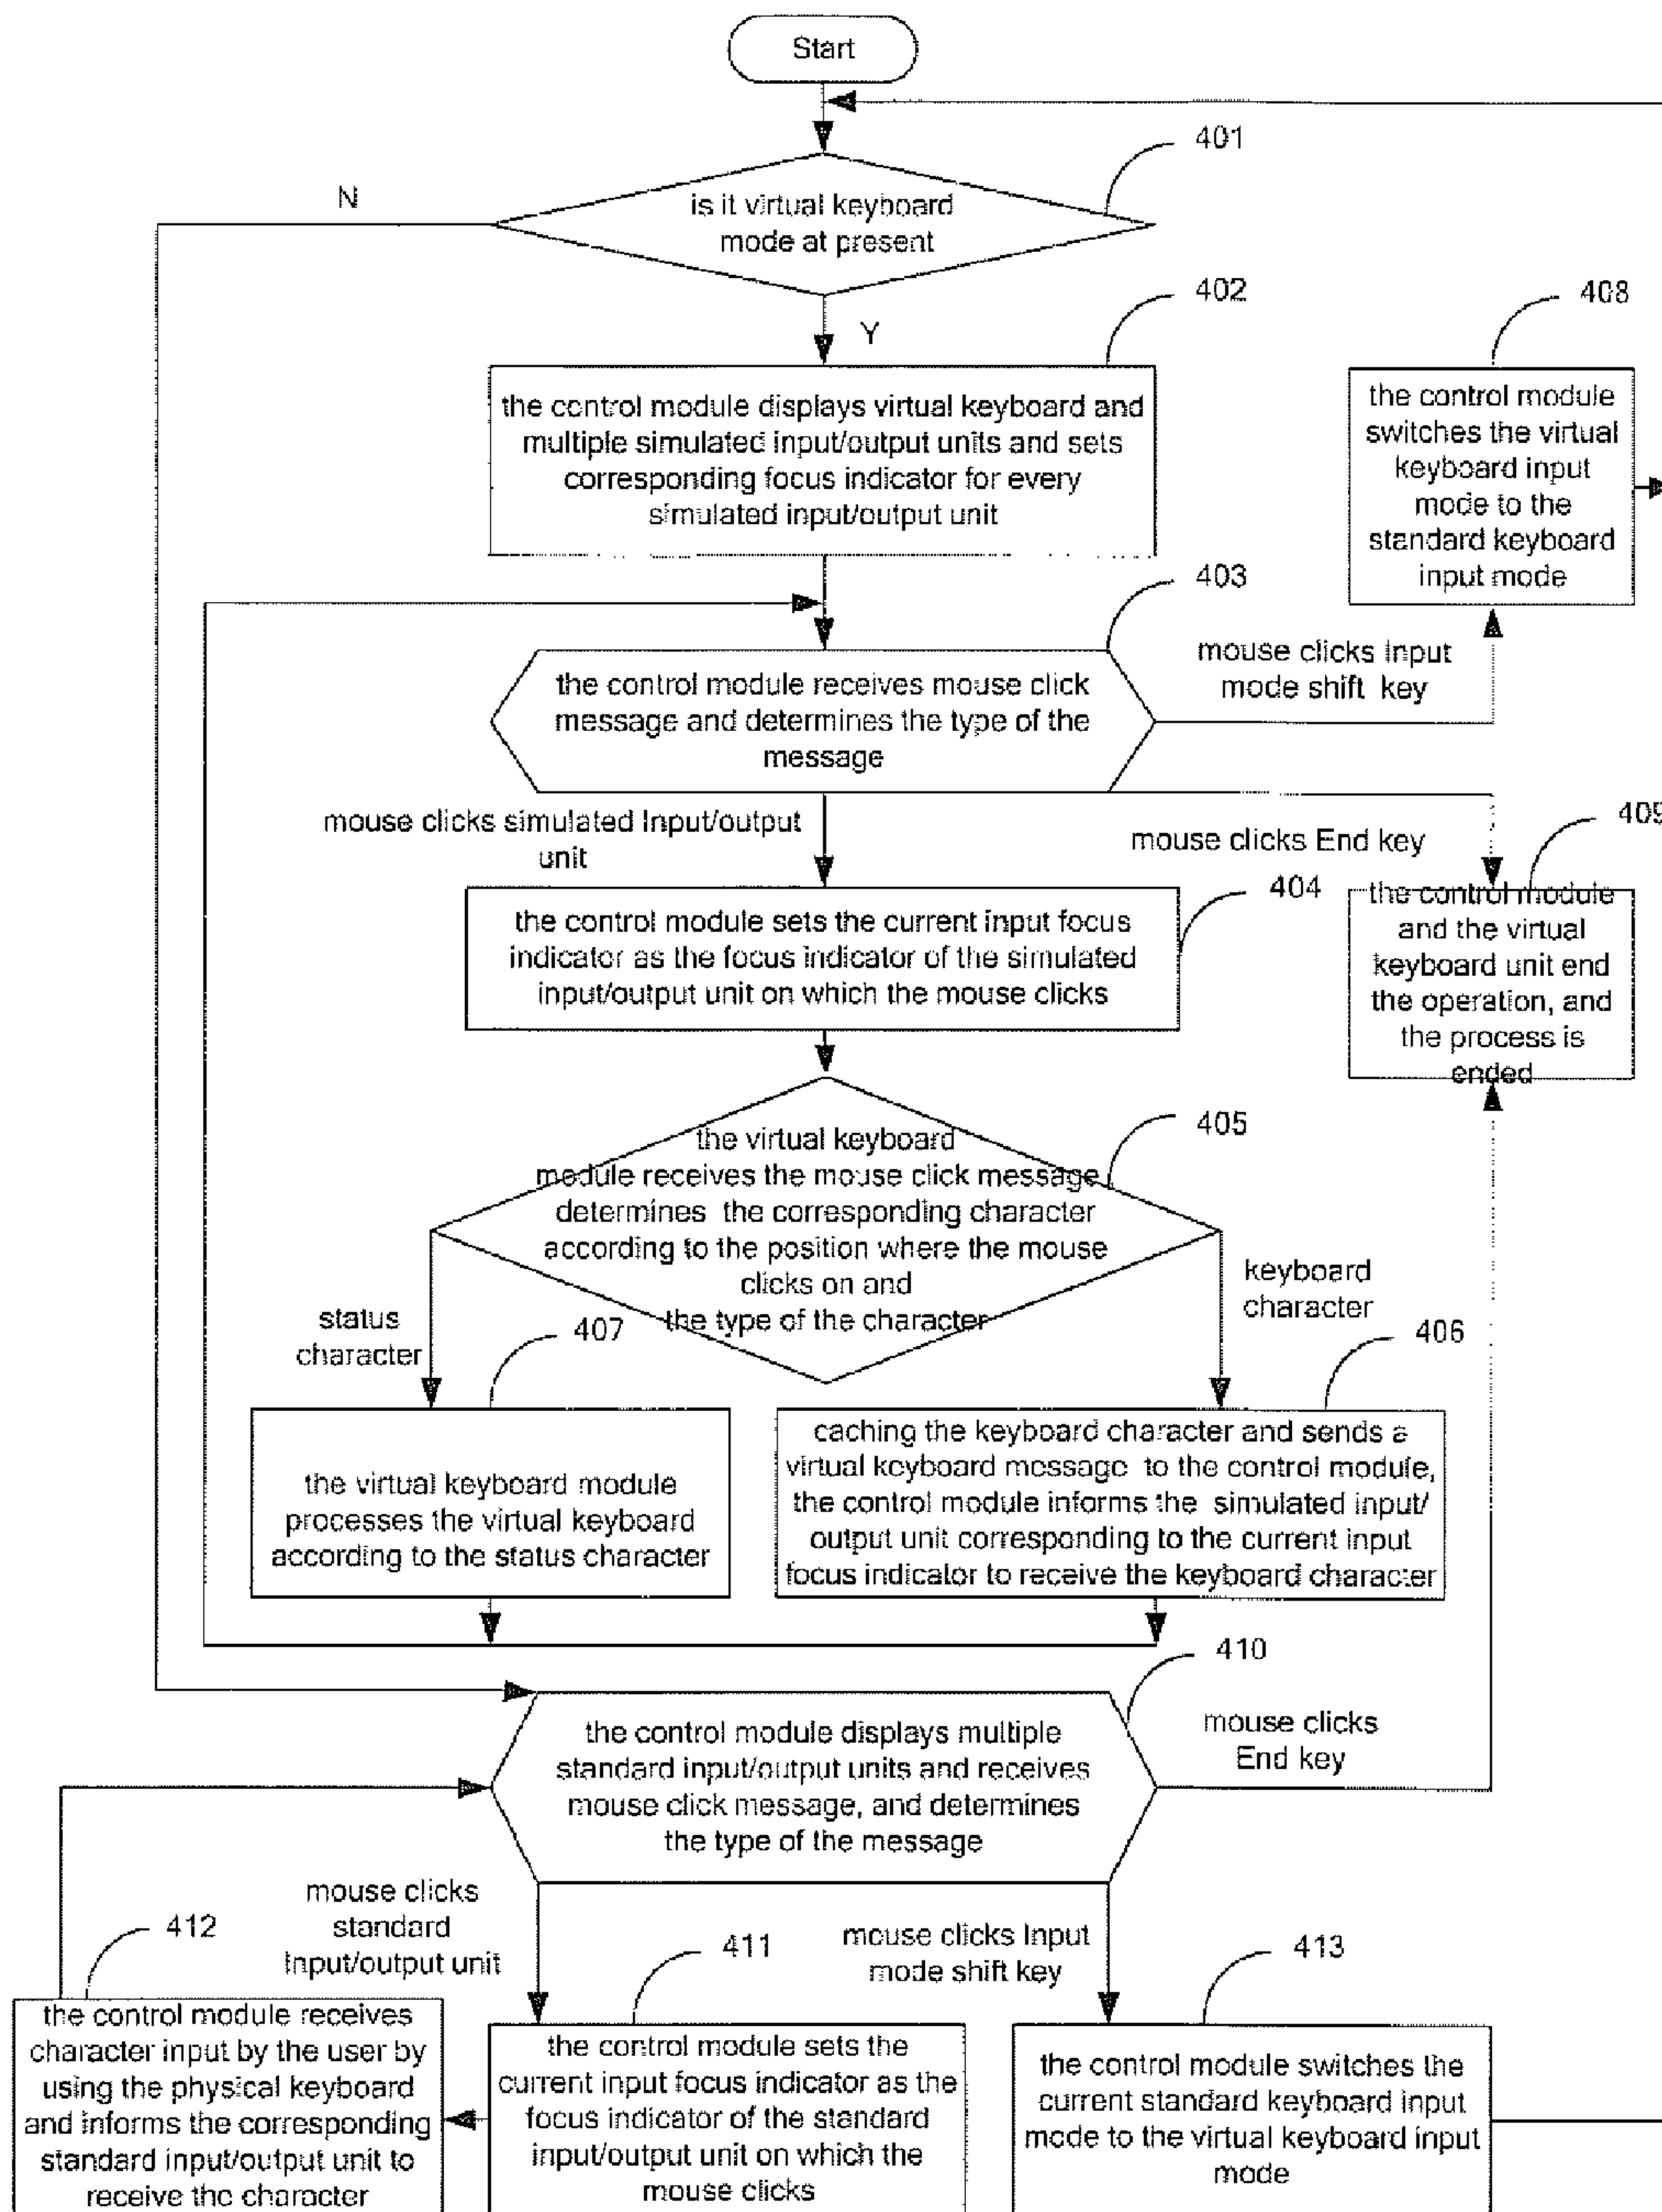 Start
401
is it virtual keyboard
mode at present
N
402
Y
the control module displays virtual keyboard and
multiple simulated input/output units and sets
corresponding focus indicator for every
simulated input/output unit
408
the control module
switches the virtual
keyboard input
mode to the
standard keyboard
input mode
403
the control module receives mouse click
message and determines the type of the
message
mouse clicks Input
mode shift key
mouse clicks simulated Input/output
unit
mouse clicks End key
409
404
the control module sets the current input focus
indicator as the focus indicator of the simulated
input/output unit on which the mouse clicks
the control module
and the virtual
keyboard unit end
the operation, and
the process is
ended
405
the virtual keyboard
module receives the mouse click message
determines the corresponding character
according to the position where the mouse
clicks on and
the type of the character
status
character
keyboard
character
407
406
the virtual keyboard module
processes the virtual keyboard
according to the status character
caching the keyboard character and sends a
virtual keyboard message to the control module,
the control module informs the simulated input/
output unit corresponding to the current input
focus indicator to receive the keyboard character
410
the control module displays multiple
standard input/output units and receives
mouse click message, and determines
the type of the message
mouse clicks
End key
mouse clicks
standard
Input/output unit
mouse clicks Input
mode shift key
412
411
413
the control module receives
character input by the user by
using the physical keyboard
and informs the corresponding
standard input/output unit to
receive the character
the control module sets the
current input focus indicator as the
focus indicator of the standard
input/output unit on which the
mouse clicks
the control module switches the
current standard keyboard input
mode to the virtual keyboard input
mode